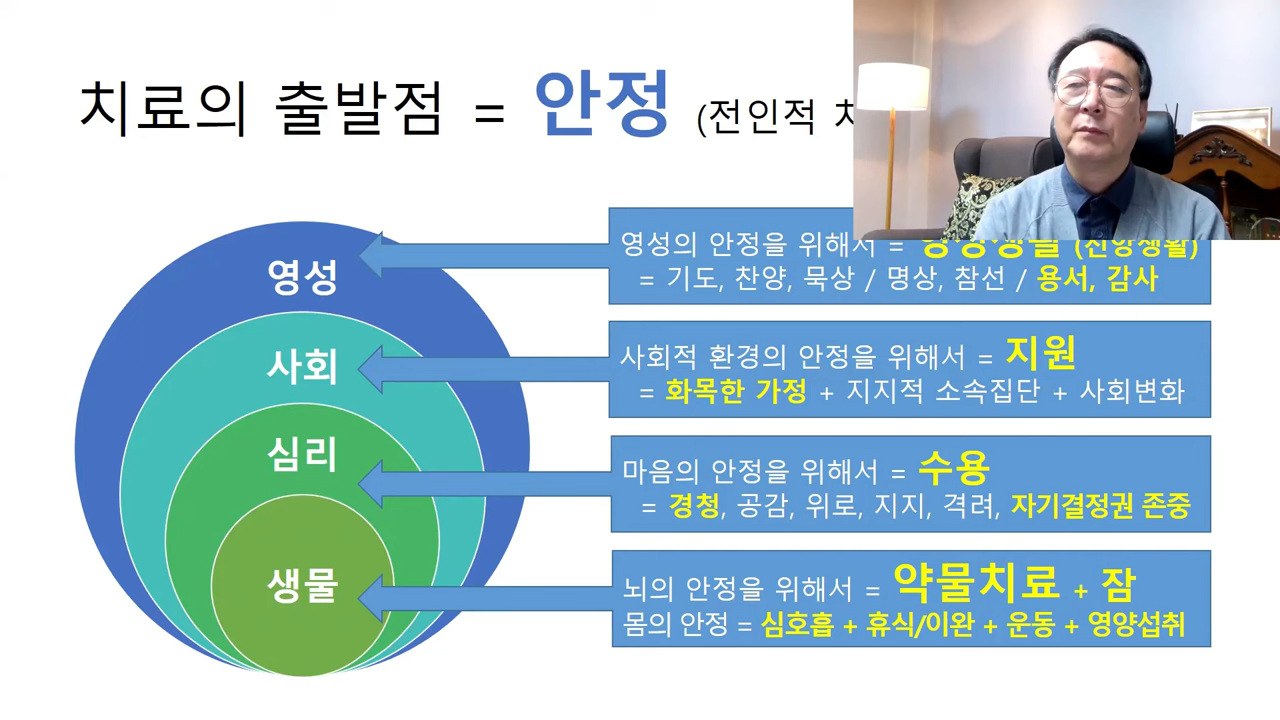 치료의 출발점 = 안정 (전인적
영성
사회
심리
생물
영성의 안정을 위해서 = (신앙생활)
= 기도, 찬양, 묵상 / 명상, 참선 / 용서, 감사
사회적 환경의 안정을 위해서 = 지원
= 화목한 가정 + 지지적 소속집단 + 사회변화
마음의 안정을 위해서 = 수용
= 경청, 공감, 위로, 지지, 격려, 자기결정권 존중
뇌의 안정을 위해서 = 약물치료 + 잠
몸의 안정 = 심호흡 + 휴식/이완 + 운동 + 영양섭취